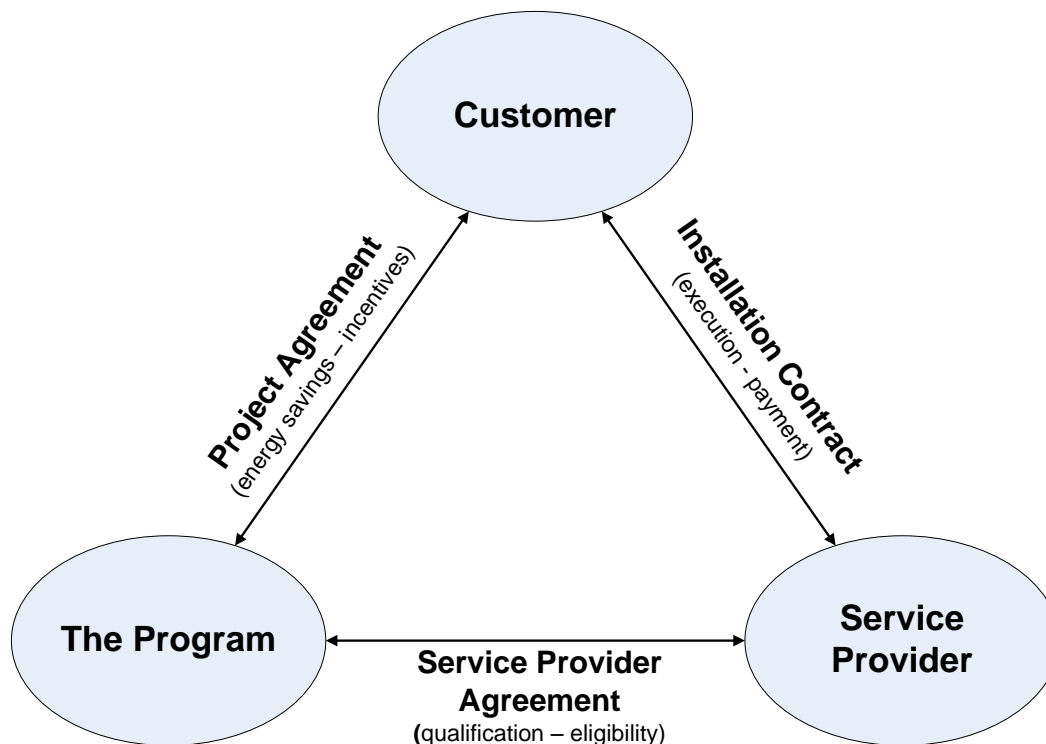 Customer
Project Agreement
(energy savings – incentives)
Installation Contract
(execution - payment)
The Program
Service Provider
Agreement
(qualification – eligibility)
Service
Provider